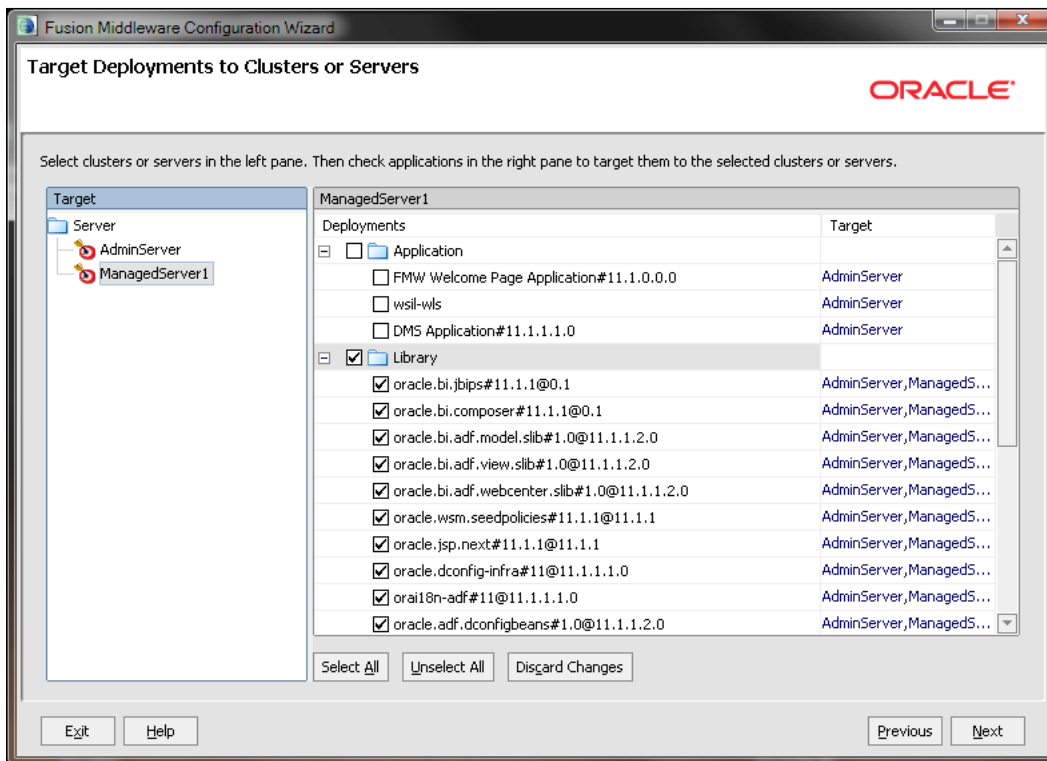 Fusion Middleware Configuration Wizard
Target Deployments to Clusters or Servers
ORACLE
Select clusters or servers in the left pane. Then check applications in the right pane to target them to the selected clusters or servers.
Target
Server
AdminServer
ManagedServer1
ManagedServer1
Deployments Target
Application
FMW Welcome Page Application#11.1.0.0.0 AdminServer
wsil-wls AdminServer
DMS Application#11.1.1.1.0 AdminServer
Library
oracle.bi.jbips#11.1.1@0.1 AdminServer,ManagedS...
oracle.bi.composer#11.1.1@0.1 AdminServer,ManagedS...
oracle.bi.adf.model.slib#1.0@11.1.1.2.0 AdminServer,ManagedS...
oracle.bi.adf.view.slib#1.0@11.1.1.2.0 AdminServer,ManagedS...
oracle.bi.adf.webcenter.slib#1.0@11.1.1.2.0 AdminServer,ManagedS...
oracle.wsm.seedpolicies#11.1.1@11.1.1 AdminServer,ManagedS...
oracle.jsp.next#11.1.1@11.1.1 AdminServer,ManagedS...
oracle.dconfig-infra#11@11.1.1.1.0 AdminServer,ManagedS...
orai18n-adf#11@11.1.1.1.0 AdminServer,ManagedS...
oracle.adf.dconfigbeans#1.0@11.1.1.2.0 AdminServer,ManagedS...
Select All Unselect All Discard Changes
Exit Help Previous Next